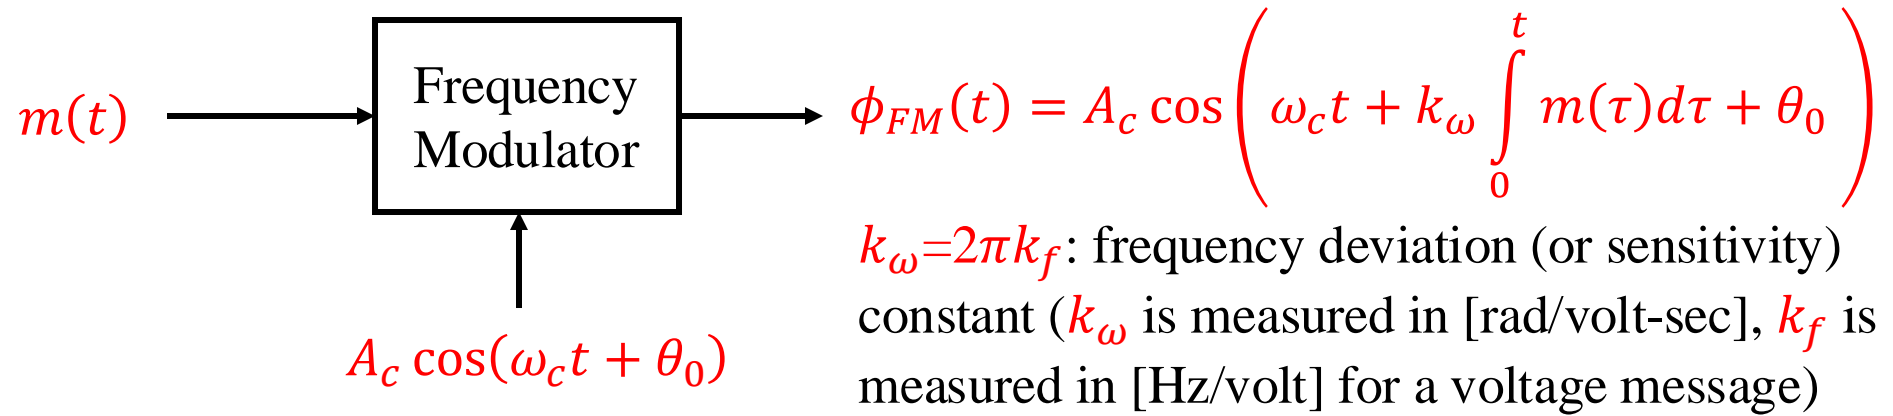 m(t)
Frequency
Modulator
ϕ_FM(t) = A_c cos(ω_c t + k_ω ∫_0^t m(τ)dτ + θ_0)
k_ω=2πk_f: frequency deviation (or sensitivity)
constant (k_ω is measured in [rad/volt-sec], k_f is
measured in [Hz/volt] for a voltage message)
A_c cos(ω_c t + θ_0)